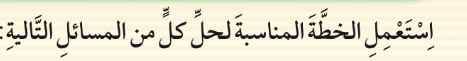 اِسْتَعْمِلِ الخطَّةَ المناسبةَ لحلِّ كلٍّ من المسائلِ التَّاليةِ: